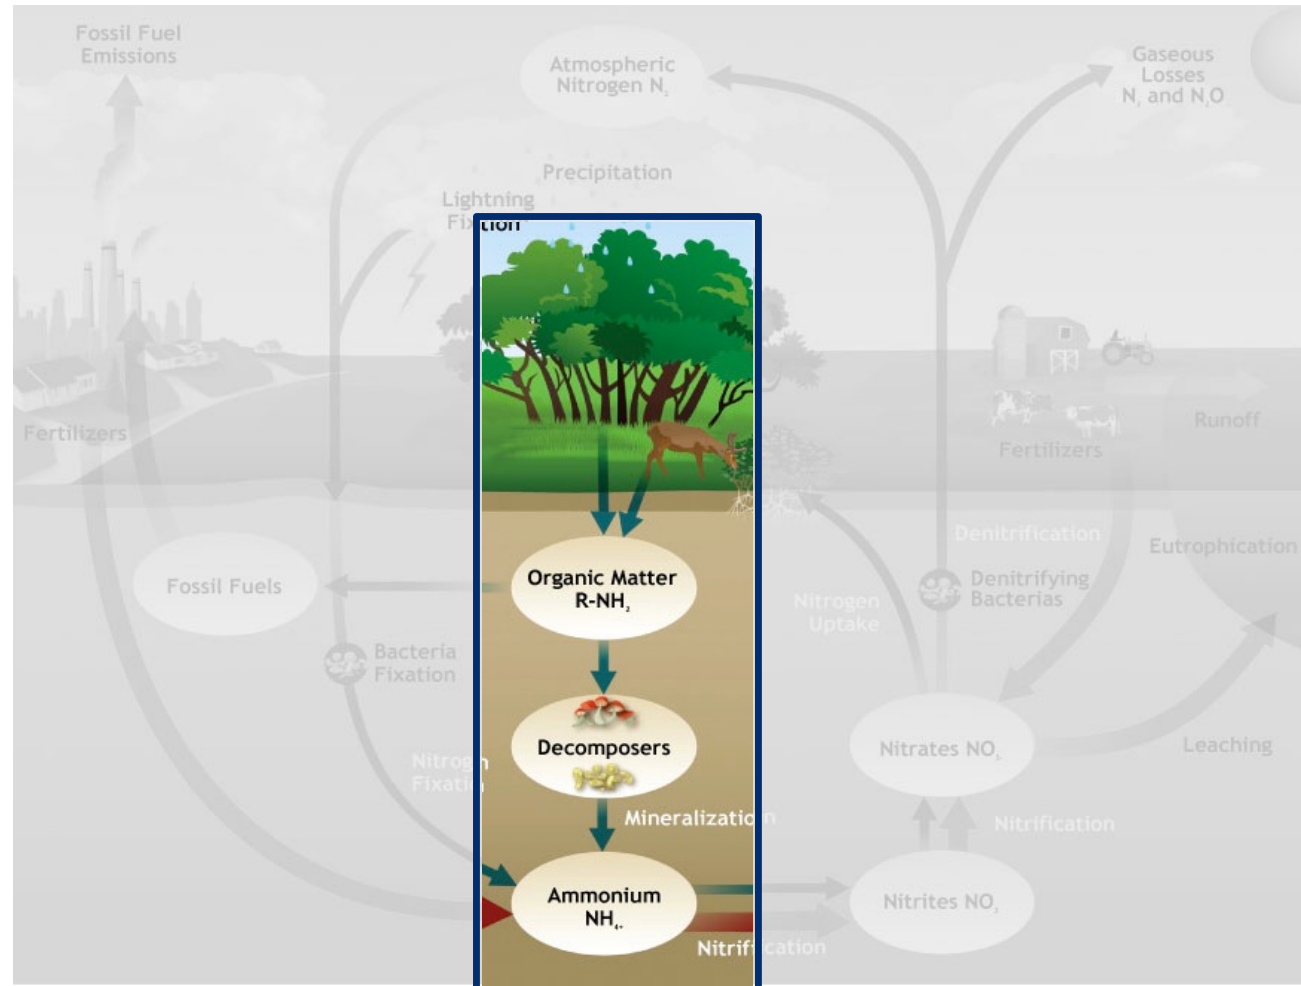 Fossil Fuel
Emissions
Atmospheric
Nitrogen N₂
Gaseous
Losses
N₂ and N₂O
Precipitation
Lightning
Fixation
Fertilizers
Runoff
Fertilizers
Denitrification
Eutrophication
Organic Matter
R-NH₂
Fossil Fuels
Denitrifying
Bacterias
Nitrogen
Uptake
Bacteria
Fixation
Decomposers
Nitrates NO₃
Leaching
Nitrogn
Fixation
Mineralization
Nitrification
Ammonium
NH₄₊
Nitrites NO₂
Nitrification